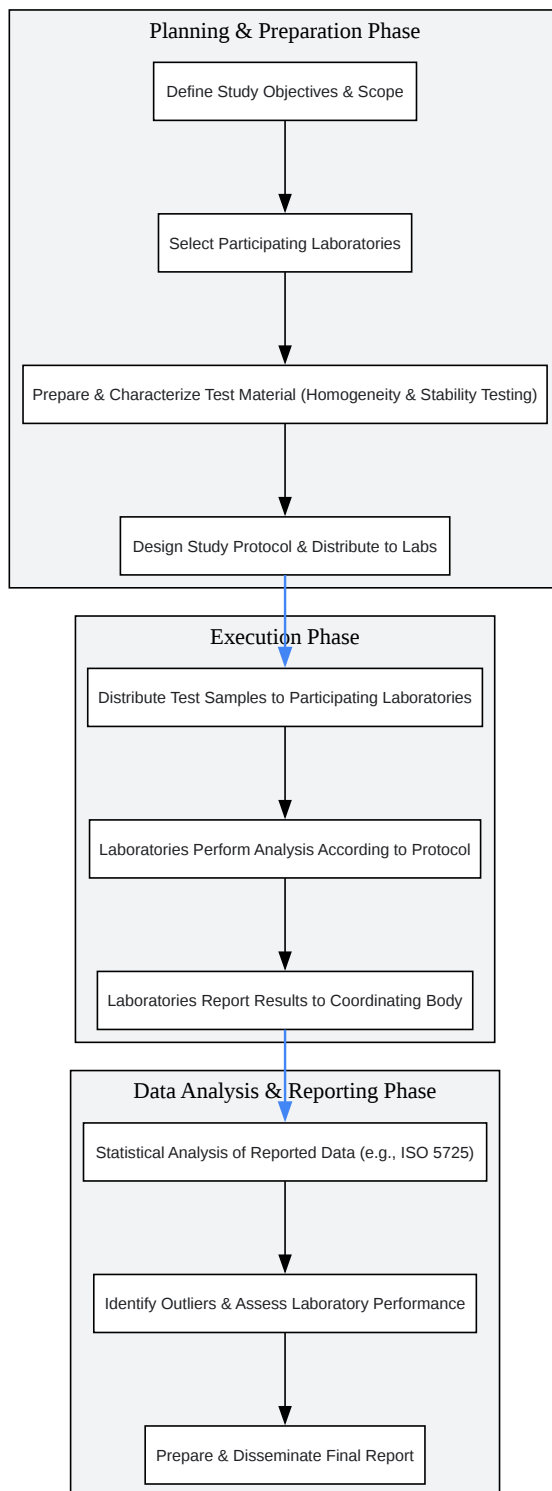 Planning & Preparation Phase
Define Study Objectives & Scope
Select Participating Laboratories
Prepare & Characterize Test Material (Homogeneity & Stability Testing)
Design Study Protocol & Distribute to Labs
Execution Phase
Distribute Test Samples to Participating Laboratories
Laboratories Perform Analysis According to Protocol
Laboratories Report Results to Coordinating Body
Data Analysis & Reporting Phase
Statistical Analysis of Reported Data (e.g., ISO 5725)
Identify Outliers & Assess Laboratory Performance
Prepare & Disseminate Final Report